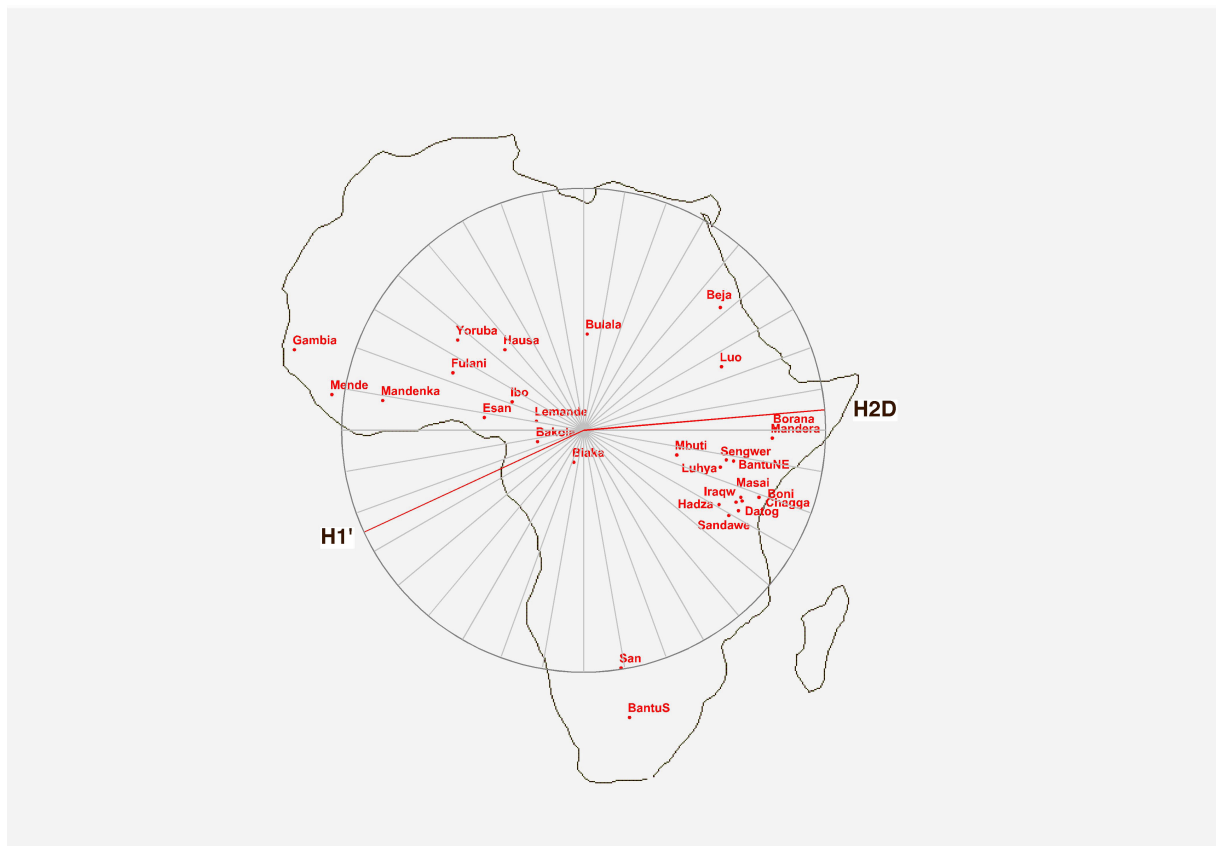 Beja
Bulala
Yoruba
Hausa
Gambia
Luo
Fulani
Mende
Mandenka
Ibo
Esan
Lemande
H2D
Borana
Mandera
Bakola
Mbuti
Biaka
Sengwer
Luhya
BantuNE
Masai
Iraqw
Boni
Hadza
Chagga
Datog
Sandawe
H1'
San
BantuS